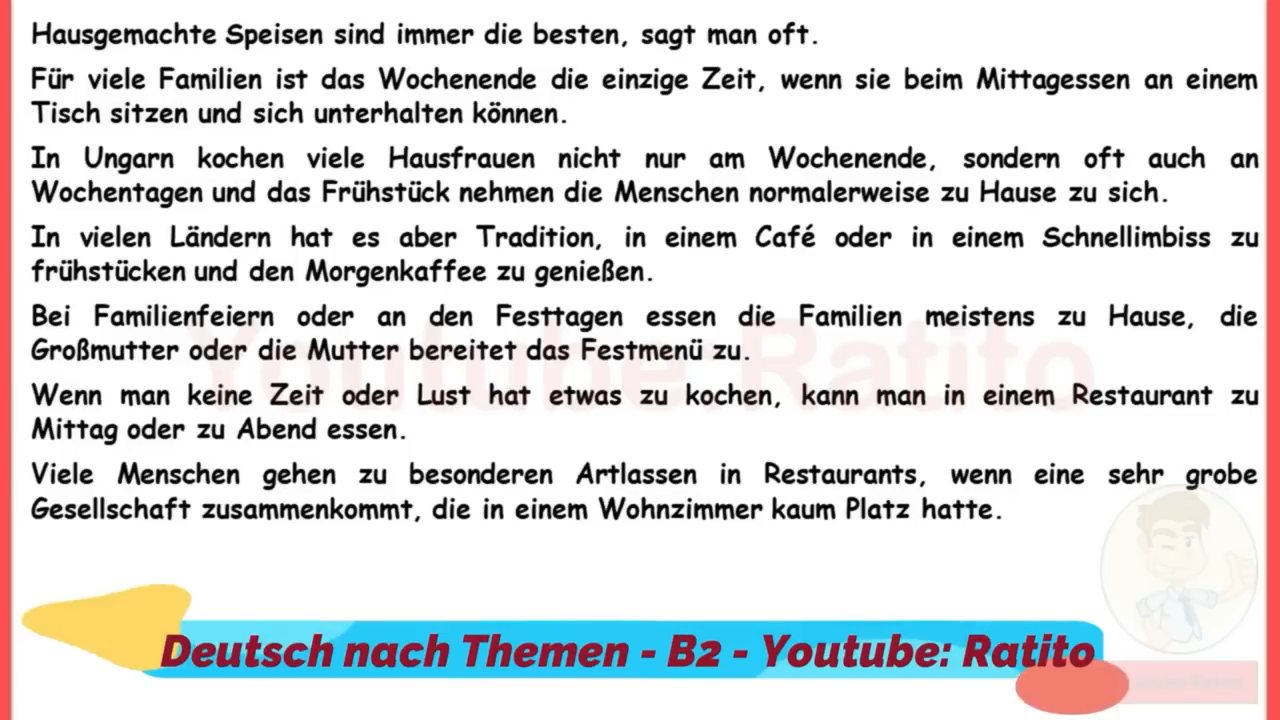 Hausgemachte Speisen sind immer die besten, sagt man oft.
Für viele Familien ist das Wochenende die einzige Zeit, wenn sie beim Mittagessen an einem
Tisch sitzen und sich unterhalten können.
In Ungarn kochen viele Hausfrauen nicht nur am Wochenende, sondern oft auch an
Wochentagen und das Frühstück nehmen die Menschen normalerweise zu Hause zu sich.
In vielen Ländern hat es aber Tradition, in einem Café oder in einem Schnellimbiss zu
frühstücken und den Morgenkaffee zu genießen.
Bei Familienfeiern oder an den Festtagen essen die Familien meistens zu Hause, die
Großmutter oder die Mutter bereitet das Festmenü zu.
Youtube: Ratito
Wenn man keine Zeit oder Lust hat etwas zu kochen, kann man in einem Restaurant zu
Mittag oder zu Abend essen.
Viele Menschen gehen zu besonderen Artlassen in Restaurants, wenn eine sehr grobe
Gesellschaft zusammenkommt, die in einem Wohnzimmer kaum Platz hatte.
Deutsch nach Themen - B2 - Youtube: Ratito